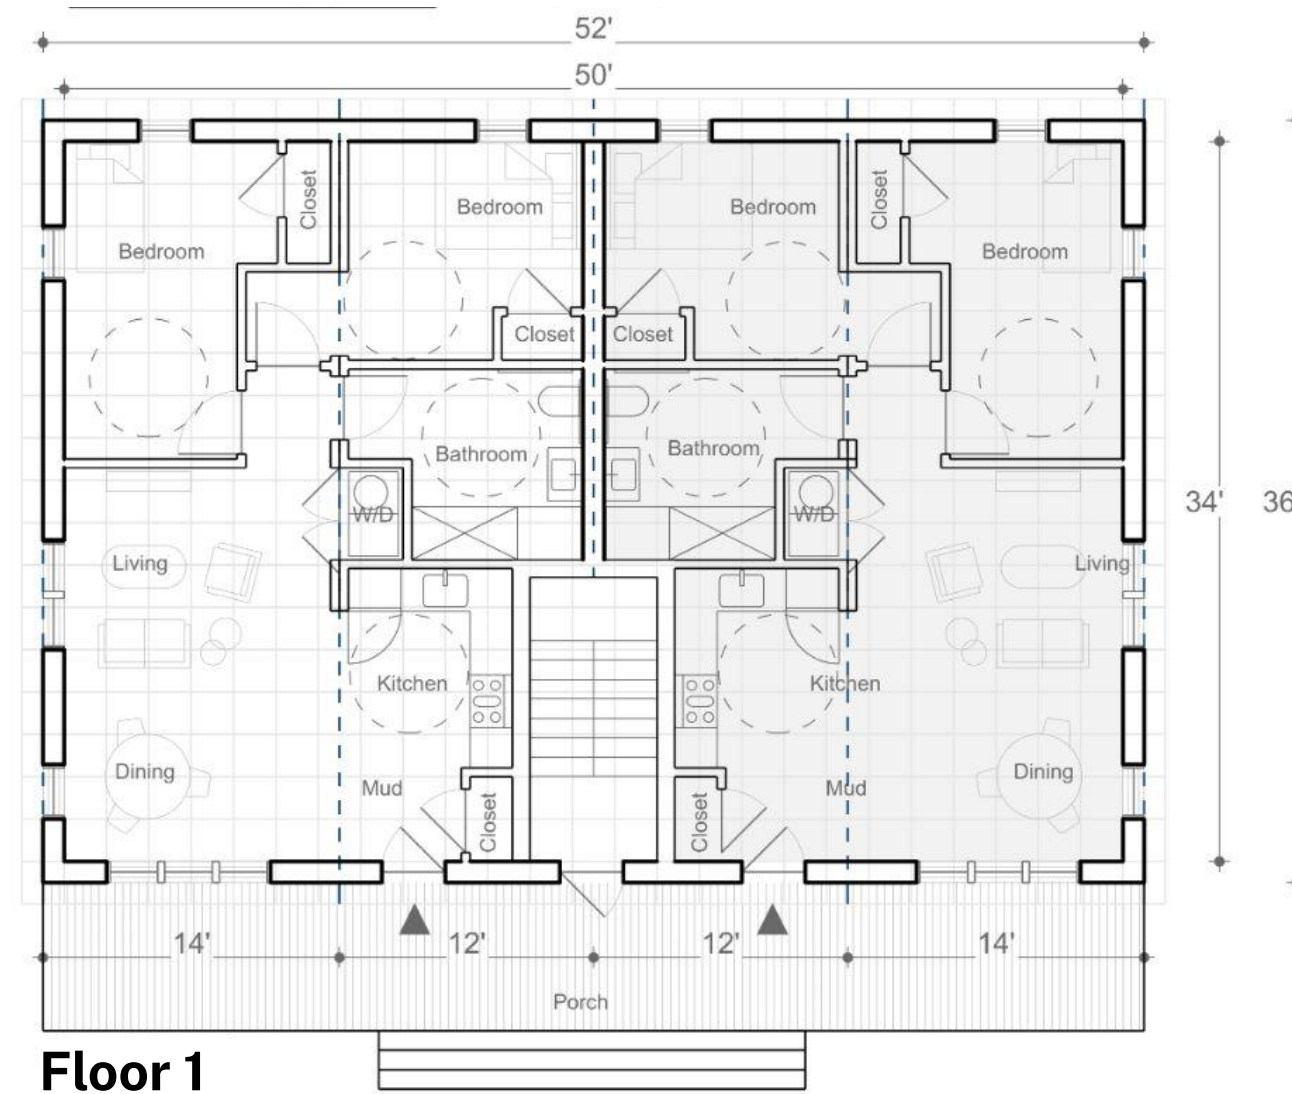 52'
50'
Closet
Closet
Bedroom
Bedroom
Bedroom
Bedroom
Closet
Closet
Bathroom
Bathroom
34'
36
W/D
W/D
Living
Living
Kitchen
Kitchen
Dining
Dining
Mud
Mud
Closet
Closet
14'
12'
12'
14'
Porch
Floor 1